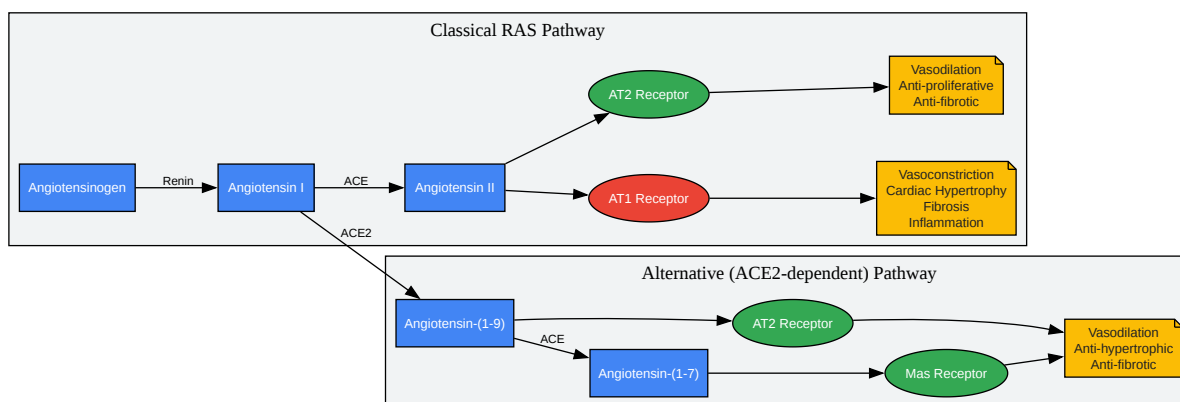 Classical RAS Pathway
AT2 Receptor
Vasodilation
Anti-proliferative
Anti-fibrotic
Angiotensinogen
Renin
Angiotensin I
ACE
Angiotensin II
AT1 Receptor
Vasoconstriction
Cardiac Hypertrophy
Fibrosis
Inflammation
ACE2
Alternative (ACE2-dependent) Pathway
Angiotensin-(1-9)
AT2 Receptor
ACE
Angiotensin-(1-7)
Mas Receptor
Vasodilation
Anti-hypertrophic
Anti-fibrotic